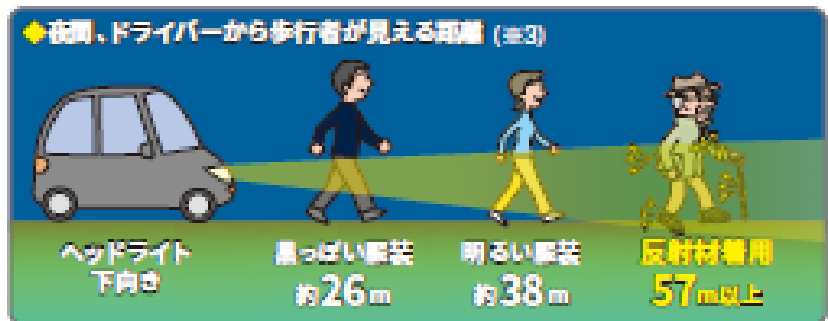 ◆夜間、ドライバーから歩行者が見える距離 (※3)
ヘッドライト
下向き
黒っぽい服装
約26m
明るい服装
約38m
反射材着用
57m以上